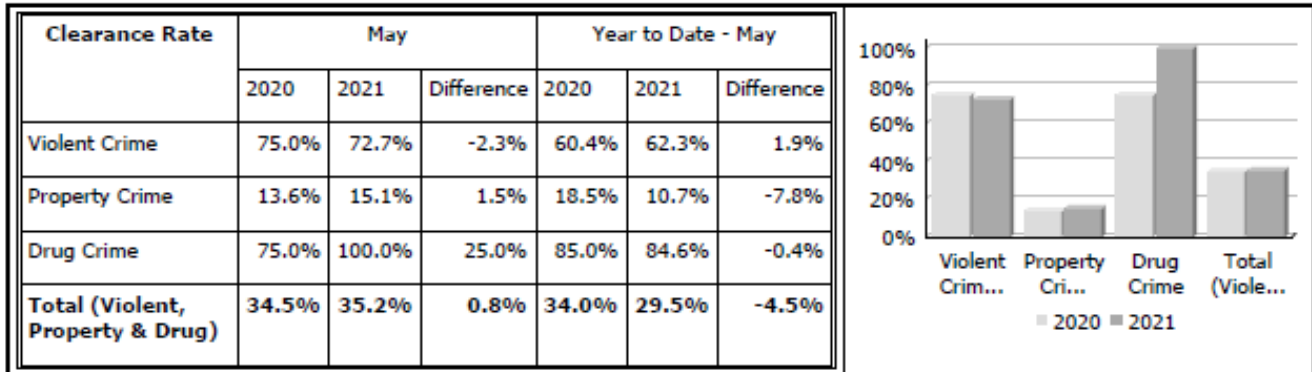 Clearance Rate May Year to Date - May
2020 2021 Difference 2020 2021 Difference
Violent Crime 75.0% 72.7% -2.3% 60.4% 62.3% 1.9%
Property Crime 13.6% 15.1% 1.5% 18.5% 10.7% -7.8%
Drug Crime 75.0% 100.0% 25.0% 85.0% 84.6% -0.4%
Total (Violent, 34.5% 35.2% 0.8% 34.0% 29.5% -4.5%
Property & Drug)
100%
80%
60%
40%
20%
0%
Violent Property Drug Total
Crim... Cri... Crime (Viole...
2020 2021